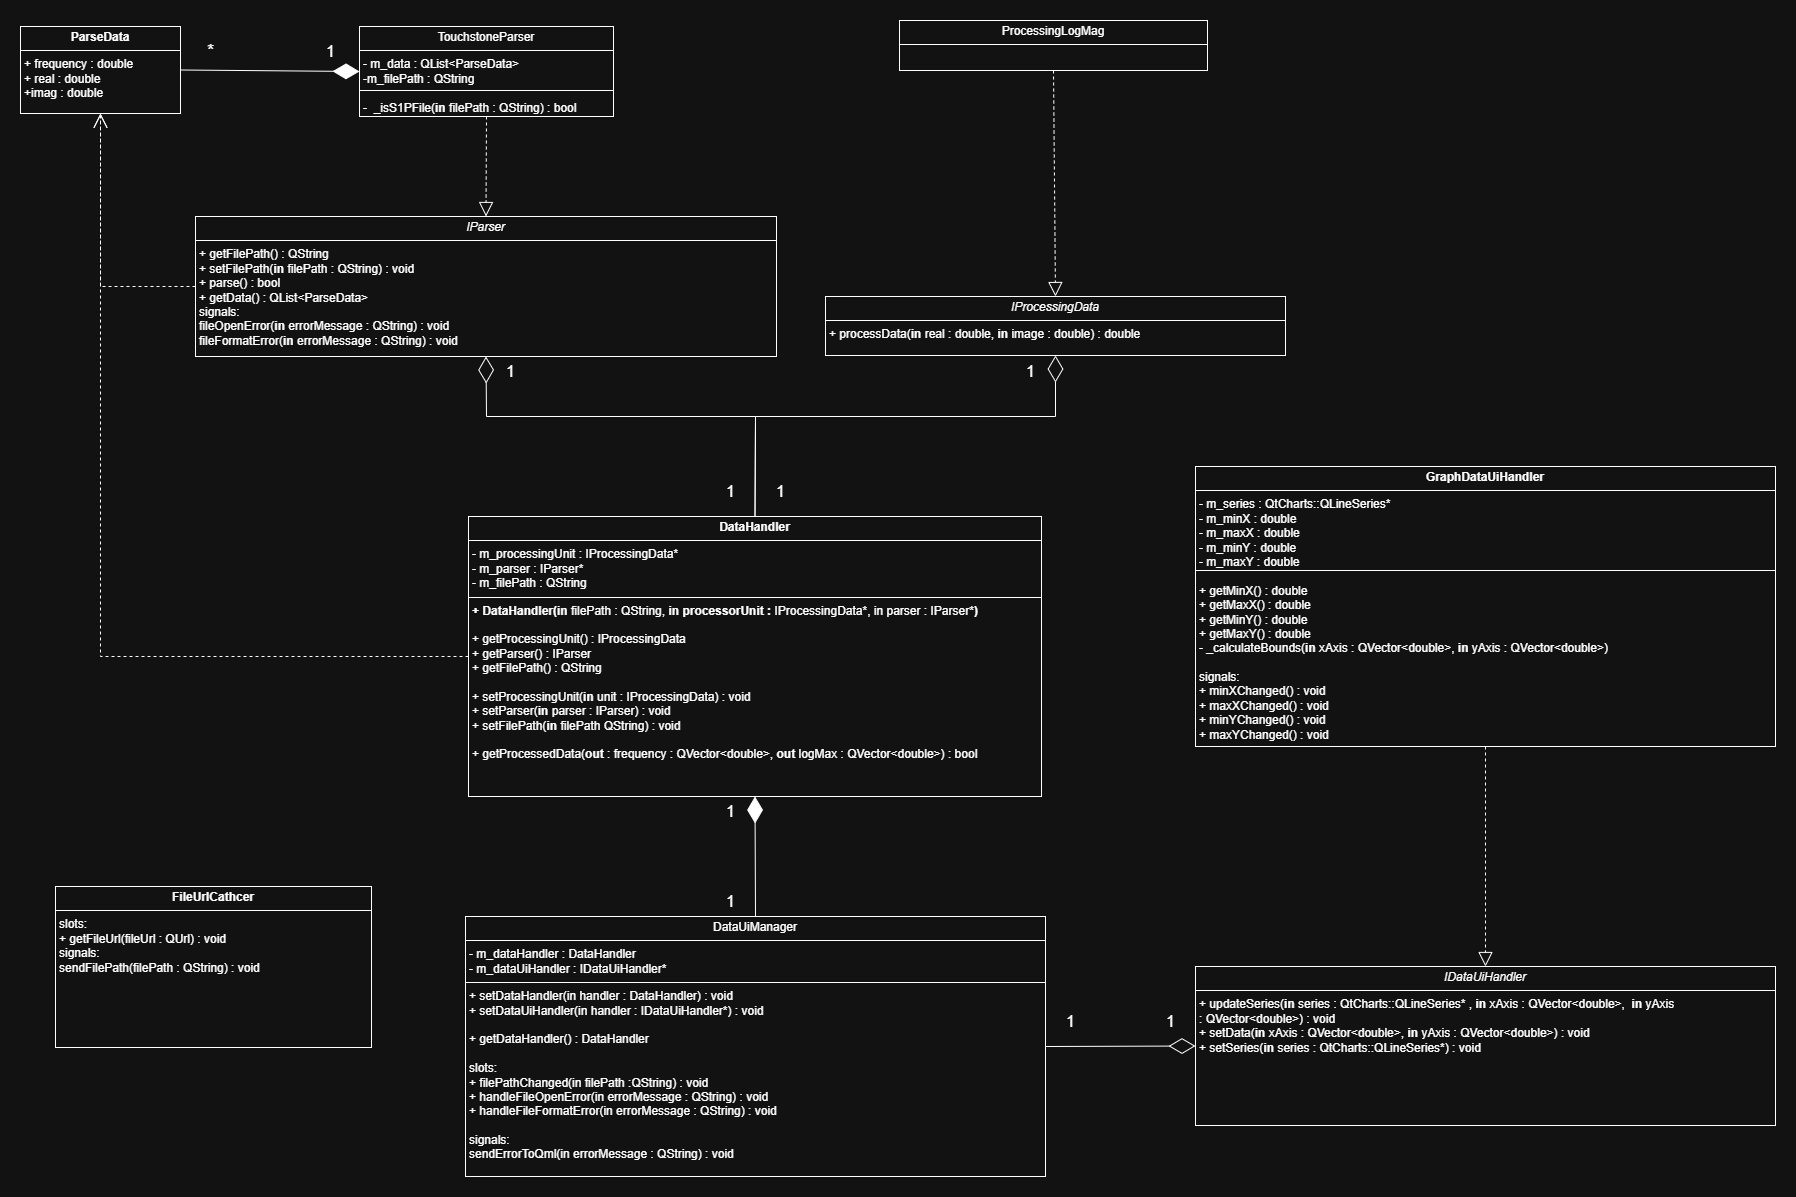 ParseData
+ frequency : double
+ real : double
+imag : double
*
1
TouchstoneParser
- m_data : QList<ParseData>
-m_filePath : QString
- _isS1PFile(in filePath : QString) : bool
ProcessingLogMag
IParser
+ getFilePath() : QString
+ setFilePath(in filePath : QString) : void
+ parse() : bool
+ getData() : QList<ParseData>
signals:
fileOpenError(in errorMessage : QString) : void
fileFormatError(in errorMessage : QString) : void
IProcessingData
+ processData(in real : double, in image : double) : double
1
1
1
1
DataHandler
- m_processingUnit : IProcessingData*
- m_parser : IParser*
- m_filePath : QString
+ DataHandler(in filePath : QString, in processorUnit : IProcessingData*, in parser : IParser*)
+ getProcessingUnit() : IProcessingData
+ getParser() : IParser
+ getFilePath() : QString
+ setProcessingUnit(in unit : IProcessingData) : void
+ setParser(in parser : IParser) : void
+ setFilePath(in filePath QString) : void
+ getProcessedData(out : frequency : QVector<double>, out logMax : QVector<double>) : bool
GraphDataUiHandler
- m_series : QtCharts::QLineSeries*
- m_minX : double
- m_maxX : double
- m_minY : double
- m_maxY : double
+ getMinX() : double
+ getMaxX() : double
+ getMinY() : double
+ getMaxY() : double
- _calculateBounds(in xAxis : QVector<double>, in yAxis : QVector<double>)
signals:
+ minXChanged() : void
+ maxXChanged() : void
+ minYChanged() : void
+ maxYChanged() : void
1
1
FileUrlCathcer
slots:
+ getFileUrl(fileUrl : QUrl) : void
signals:
sendFilePath(filePath : QString) : void
DataUiManager
- m_dataHandler : DataHandler
- m_dataUiHandler : IDataUiHandler*
+ setDataHandler(in handler : DataHandler) : void
+ setDataUiHandler(in handler : IDataUiHandler*) : void
+ getDataHandler() : DataHandler
slots:
+ filePathChanged(in filePath :QString) : void
+ handleFileOpenError(in errorMessage : QString) : void
+ handleFileFormatError(in errorMessage : QString) : void
signals:
sendErrorToQml(in errorMessage : QString) : void
1
1
IDataUiHandler
+ updateSeries(in series : QtCharts::QLineSeries* , in xAxis : QVector<double>, in yAxis
: QVector<double>) : void
+ setData(in xAxis : QVector<double>, in yAxis : QVector<double>) : void
+ setSeries(in series : QtCharts::QLineSeries*) : void